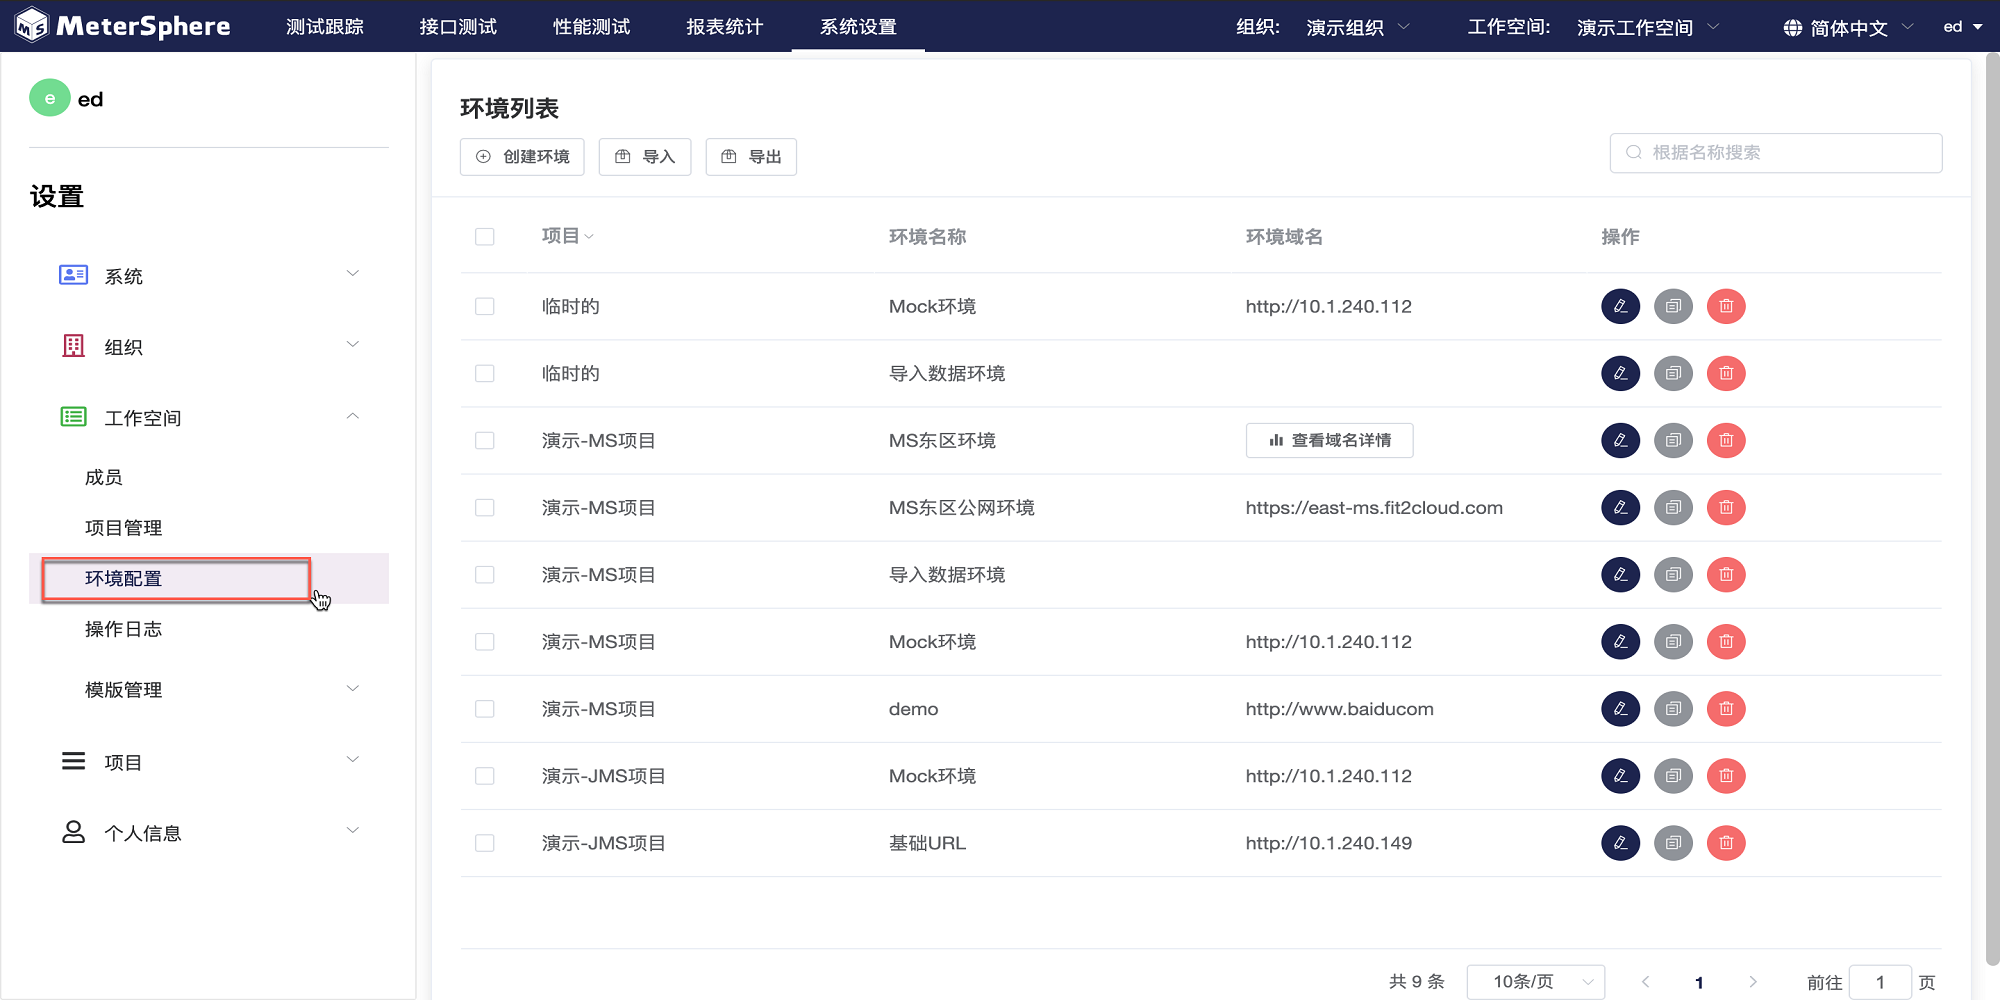 MS MeterSphere 测试跟踪 接口测试 性能测试 报表统计 系统设置 组织: 演示组织 工作空间: 演示工作空间 简体中文 ed
e ed
设置
系统
组织
工作空间
成员
项目管理
环境配置
操作日志
模版管理
项目
个人信息
环境列表
创建环境 导入 导出 根据名称搜索
项目 环境名称 环境域名 操作
临时的 Mock环境 http://10.1.240.112
临时的 导入数据环境
演示-MS项目 MS东区环境 查看域名详情
演示-MS项目 MS东区公网环境 https://east-ms.fit2cloud.com
演示-MS项目 导入数据环境
演示-MS项目 Mock环境 http://10.1.240.112
演示-MS项目 demo http://www.baiducom
演示-JMS项目 Mock环境 http://10.1.240.112
演示-JMS项目 基础URL http://10.1.240.149
共 9 条 10条/页 1 前往 1 页